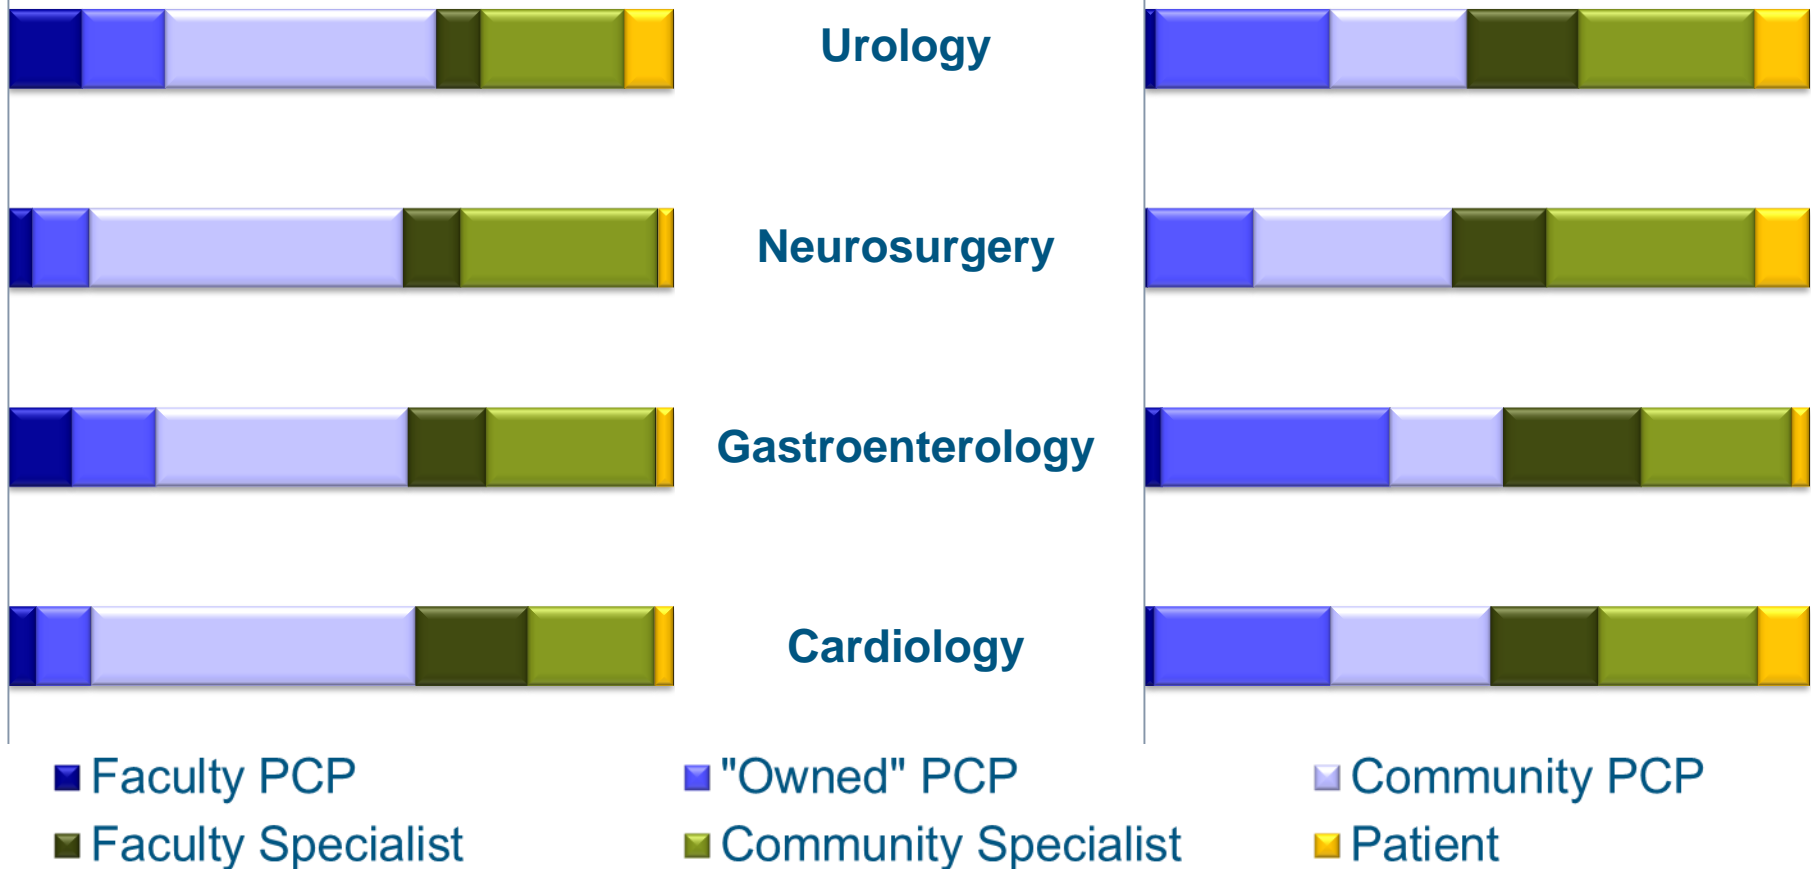 Urology
Neurosurgery
Gastroenterology
Cardiology
Faculty PCP "Owned" PCP Community PCP
Faculty Specialist Community Specialist Patient